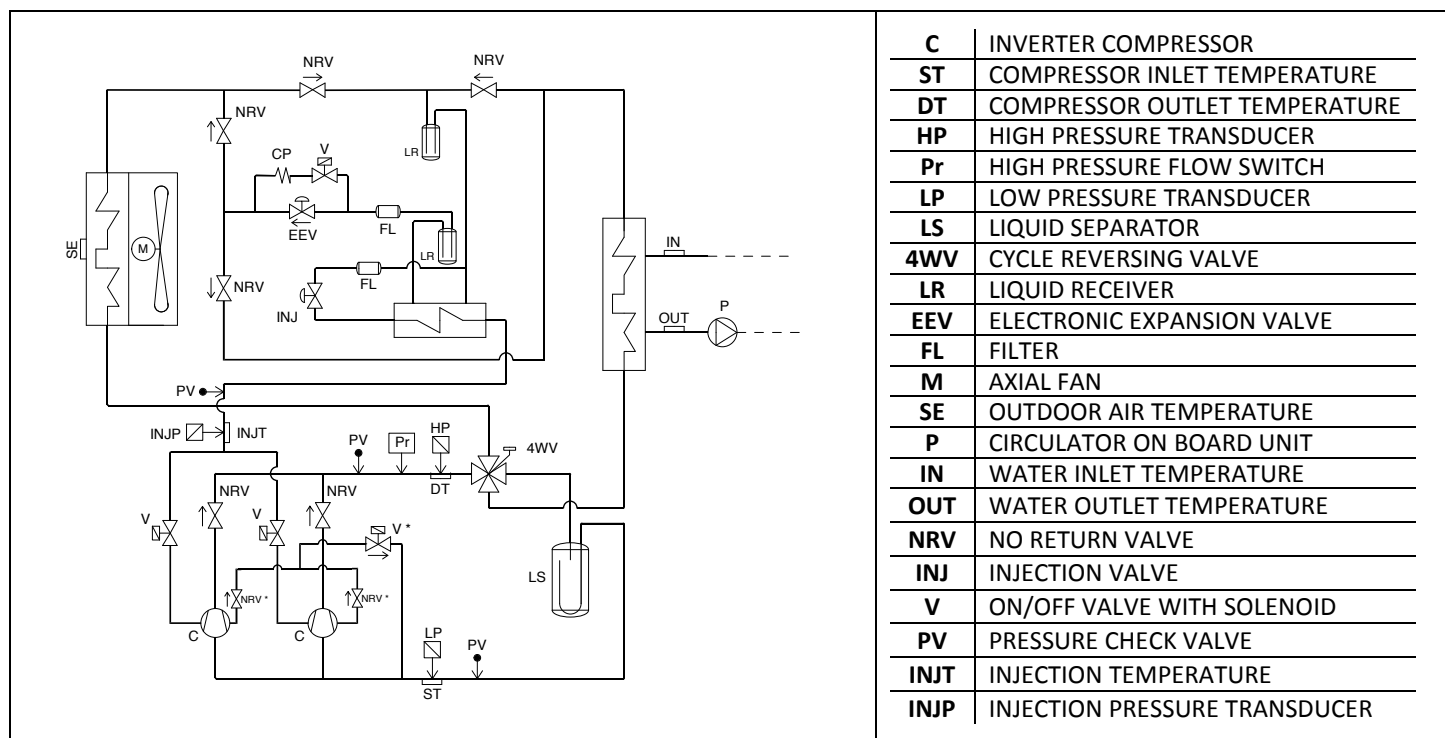 NRV
NRV
NRV
CP
V
LR
EEV
FL
LR
SE
M
IN
NRV
FL
INJ
OUT
P
PV
INJP
INJT
PV
Pr
HP
4WV
DT
NRV
NRV
V
V
V *
LS
NRV *
NRV *
C
C
LP
PV
ST
C INVERTER COMPRESSOR
ST COMPRESSOR INLET TEMPERATURE
DT COMPRESSOR OUTLET TEMPERATURE
HP HIGH PRESSURE TRANSDUCER
Pr HIGH PRESSURE FLOW SWITCH
LP LOW PRESSURE TRANSDUCER
LS LIQUID SEPARATOR
4WV CYCLE REVERSING VALVE
LR LIQUID RECEIVER
EEV ELECTRONIC EXPANSION VALVE
FL FILTER
M AXIAL FAN
SE OUTDOOR AIR TEMPERATURE
P CIRCULATOR ON BOARD UNIT
IN WATER INLET TEMPERATURE
OUT WATER OUTLET TEMPERATURE
NRV NO RETURN VALVE
INJ INJECTION VALVE
V ON/OFF VALVE WITH SOLENOID
PV PRESSURE CHECK VALVE
INJT INJECTION TEMPERATURE
INJP INJECTION PRESSURE TRANSDUCER